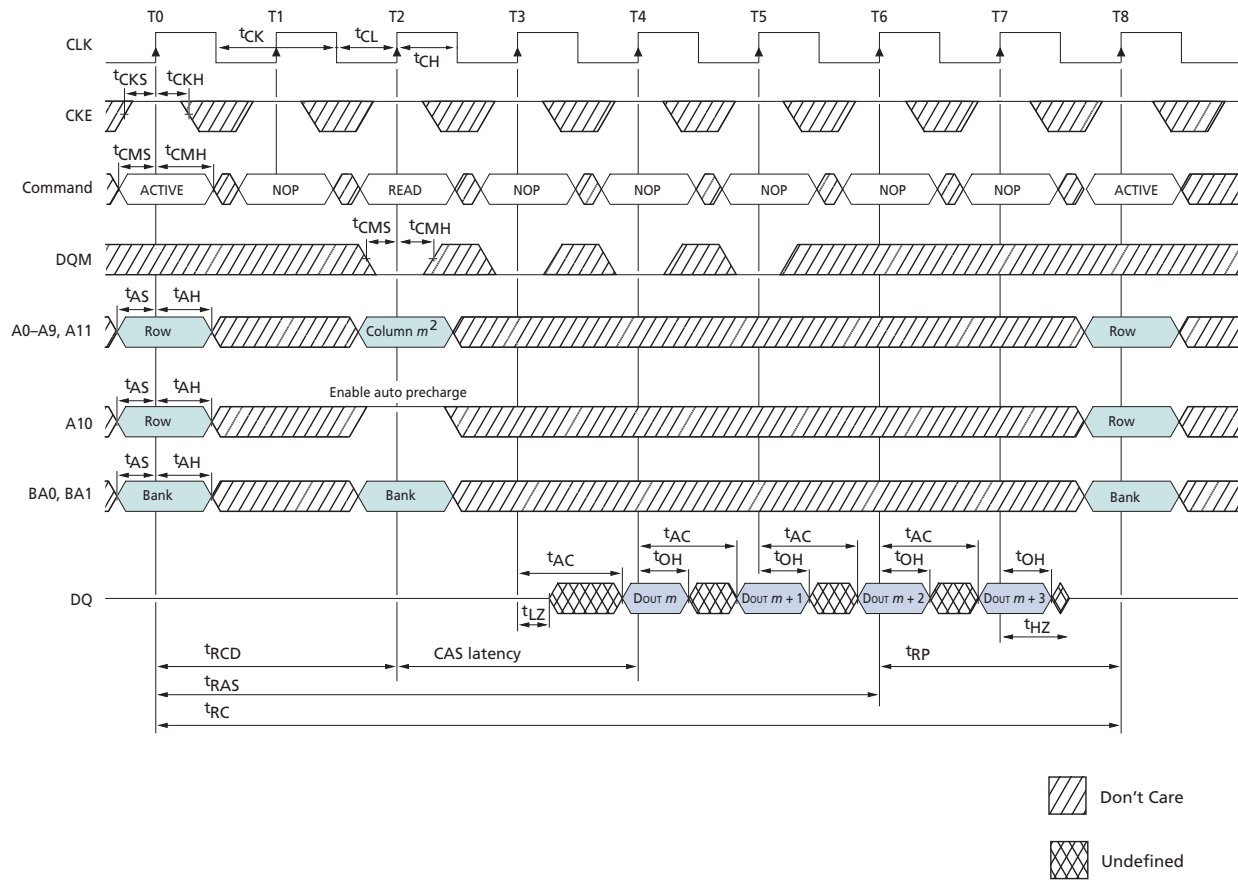 T0 T1 T2 T3 T4 T5 T6 T7 T8
CLK tCK tCL tCH
tCKS tCKH
CKE
tCMS tCMH
Command ACTIVE NOP READ NOP NOP NOP NOP NOP ACTIVE
tCMS tCMH
DQM
tAS tAH
A0–A9, A11 Row Column m2 Row
tAS tAH Enable auto precharge
A10 Row Row
tAS tAH
BA0, BA1 Bank Bank Bank
tAC tAC tAC tAC
tOH tOH tOH tOH
DQ DOUT m DOUT m + 1 DOUT m + 2 DOUT m + 3
tLZ tHZ
tRCD CAS latency tRP
tRAS
tRC
Don't Care
Undefined